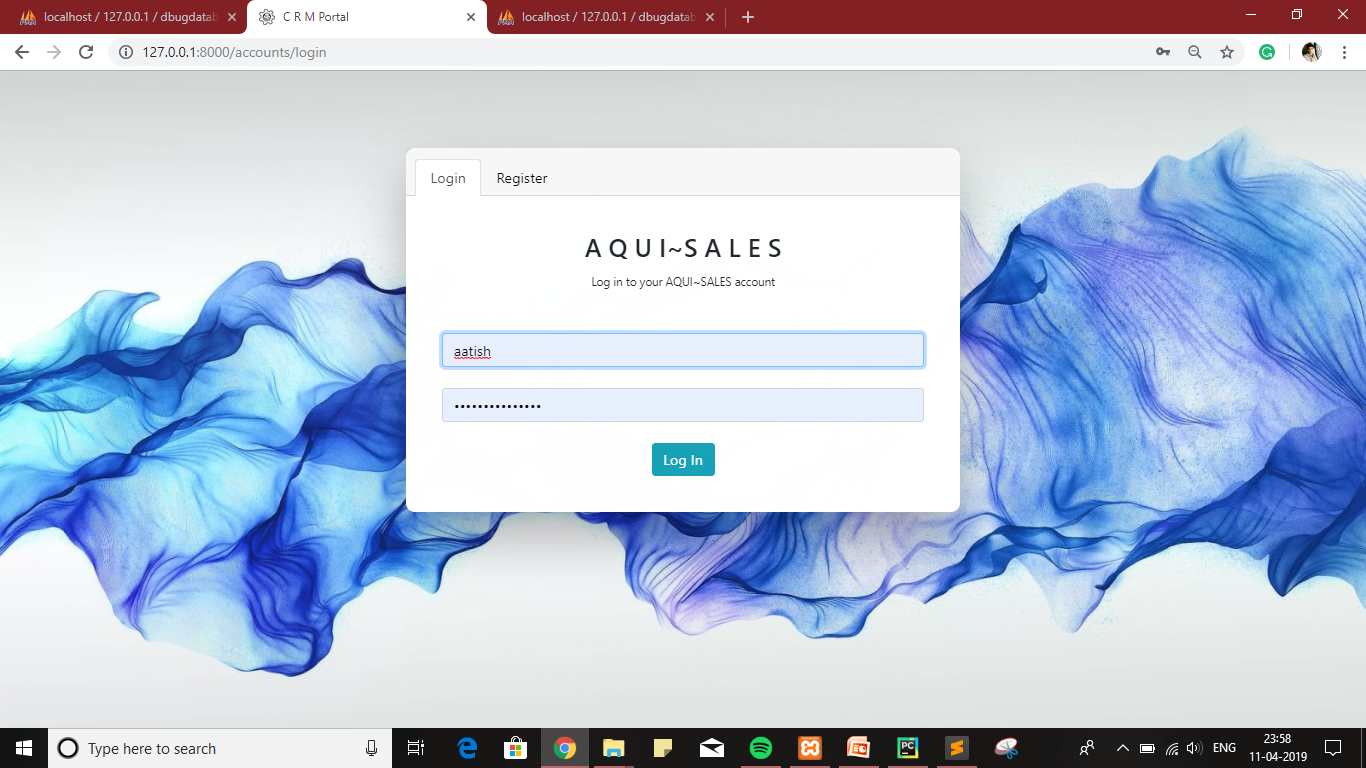 localhost / 127.0.0.1 / dbugdatab
C R M Portal
localhost / 127.0.0.1 / dbugdatab
127.0.0.1:8000/accounts/login
Login
Register
A Q U I~S A L E S
Log in to your AQUI~SALES account
aatish
•••••••••••••••
Log In
Type here to search
ENG
23:58
11-04-2019